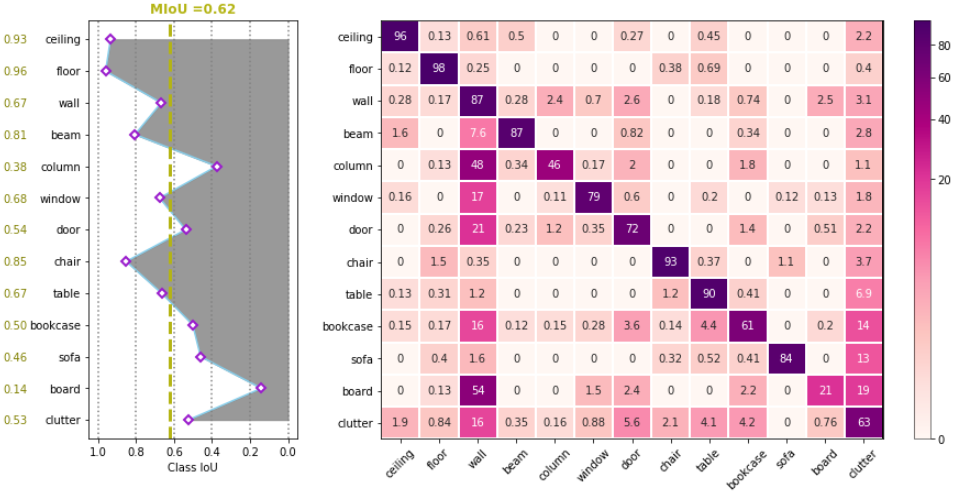 MIoU =0.62
0.93 ceiling
0.96 floor
0.67 wall
0.81 beam
0.38 column
0.68 window
0.54 door
0.85 chair
0.67 table
0.50 bookcase
0.46 sofa
0.14 board
0.53 clutter
1.0 0.8 0.6 0.4 0.2 0.0
Class IoU
ceiling 96 0.13 0.61 0.5 0 0 0.27 0 0.45 0 0 0 2.2
floor 0.12 98 0.25 0 0 0 0 0.38 0.69 0 0 0 0.4
wall 0.28 0.17 87 0.28 2.4 0.7 2.6 0 0.18 0.74 0 2.5 3.1
beam 1.6 0 7.6 87 0 0 0.82 0 0 0.34 0 0 2.8
column 0 0.13 48 0.34 46 0.17 2 0 0 1.8 0 0 1.1
window 0.16 0 17 0 0.11 79 0.6 0 0.2 0 0.12 0.13 1.8
door 0 0.26 21 0.23 1.2 0.35 72 0 0 1.4 0 0.51 2.2
chair 0 1.5 0.35 0 0 0 0 93 0.37 0 1.1 0 3.7
table 0.13 0.31 1.2 0 0 0 0 1.2 90 0.41 0 0 6.9
bookcase 0.15 0.17 16 0.12 0.15 0.28 3.6 0.14 4.4 61 0 0.2 14
sofa 0 0.4 1.6 0 0 0 0 0.32 0.52 0.41 84 0 13
board 0 0.13 54 0 0 1.5 2.4 0 0 2.2 0 21 19
clutter 1.9 0.84 16 0.35 0.16 0.88 5.6 2.1 4.1 4.2 0 0.76 63
ceiling floor wall beam column window door chair table bookcase sofa board clutter
80
60
40
20
0